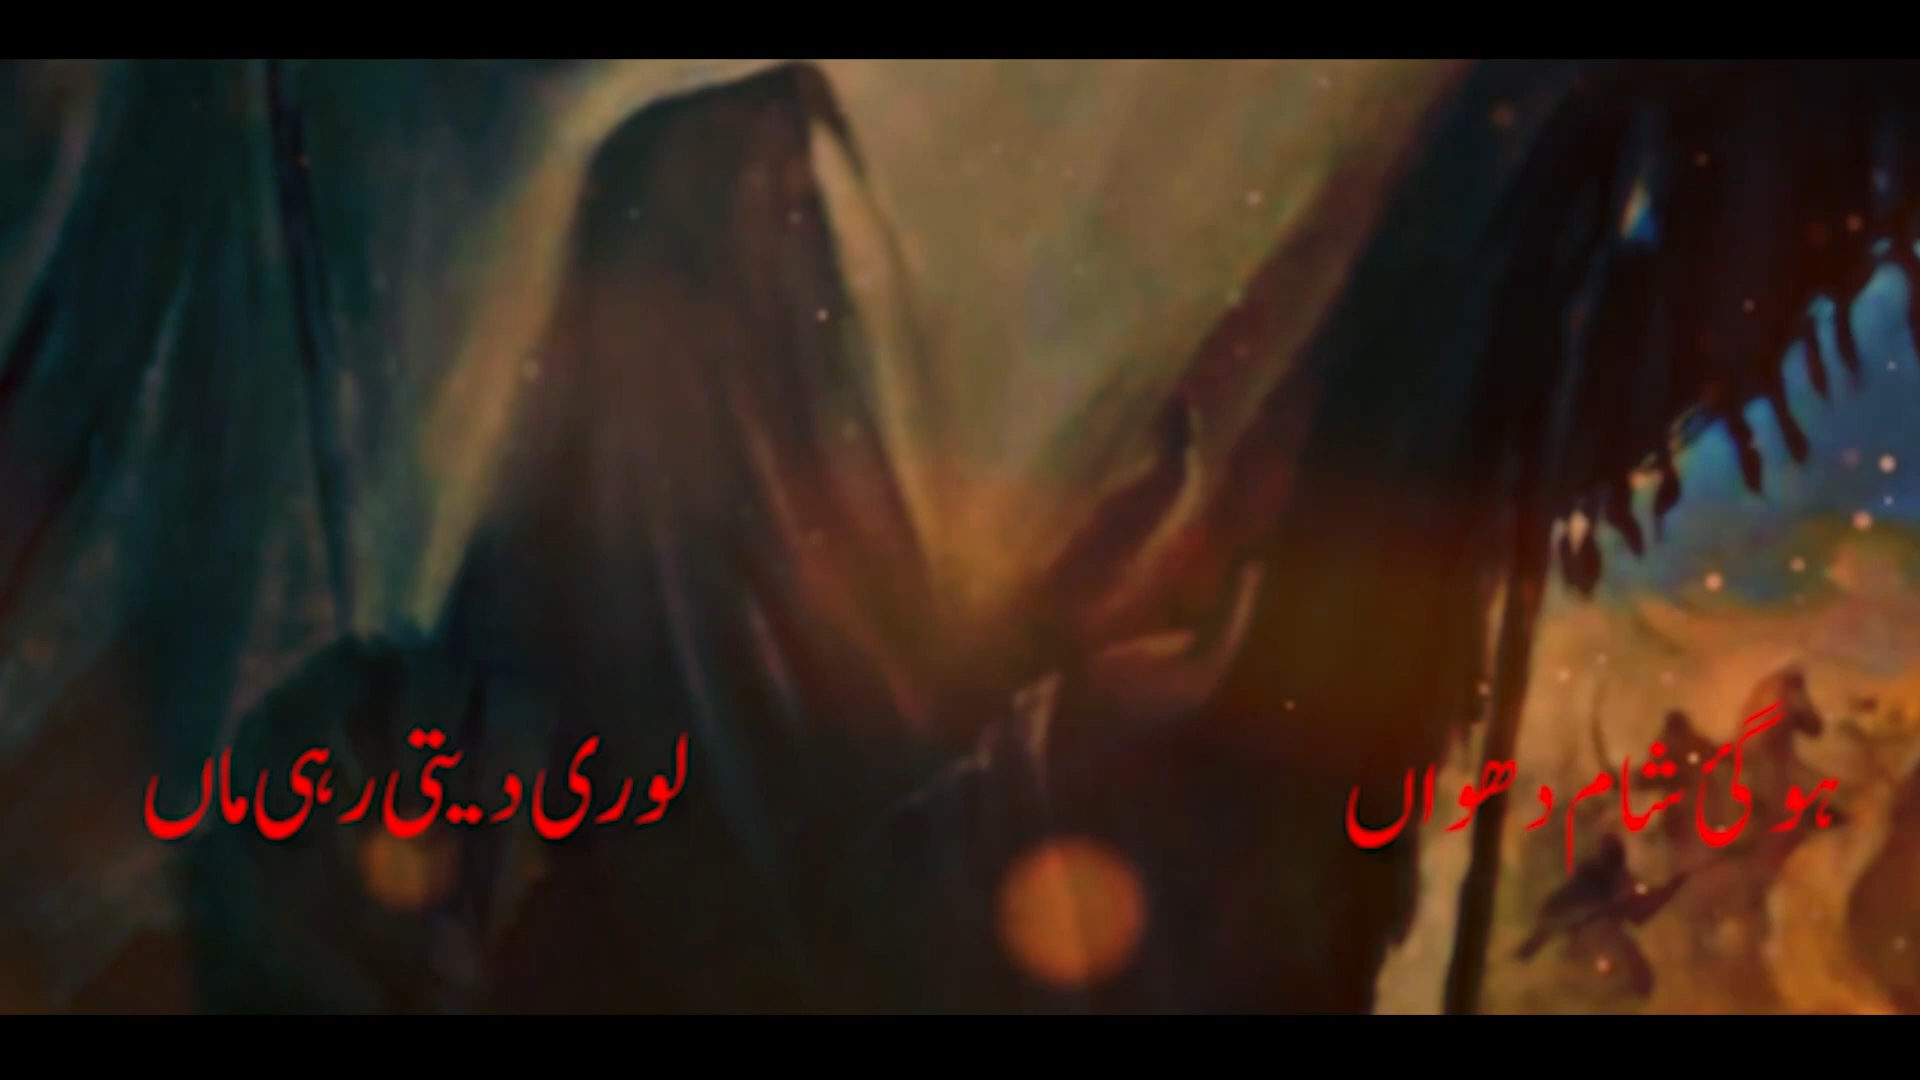 ہو گئی شام دھواں
لوری دیتی رہی ماں